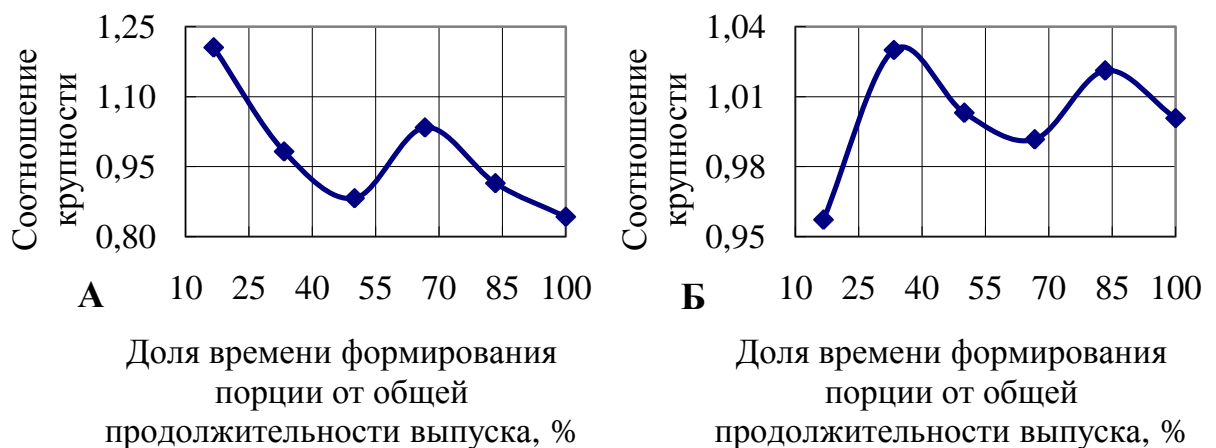 Соотношение
крупности
1,25
1,10
0,95
0,80
10 25 40 55 70 85 100
А
Доля времени формирования
порции от общей
продолжительности выпуска, %
Соотношение
крупности
1,04
1,01
0,98
0,95
10 25 40 55 70 85 100
Б
Доля времени формирования
порции от общей
продолжительности выпуска, %